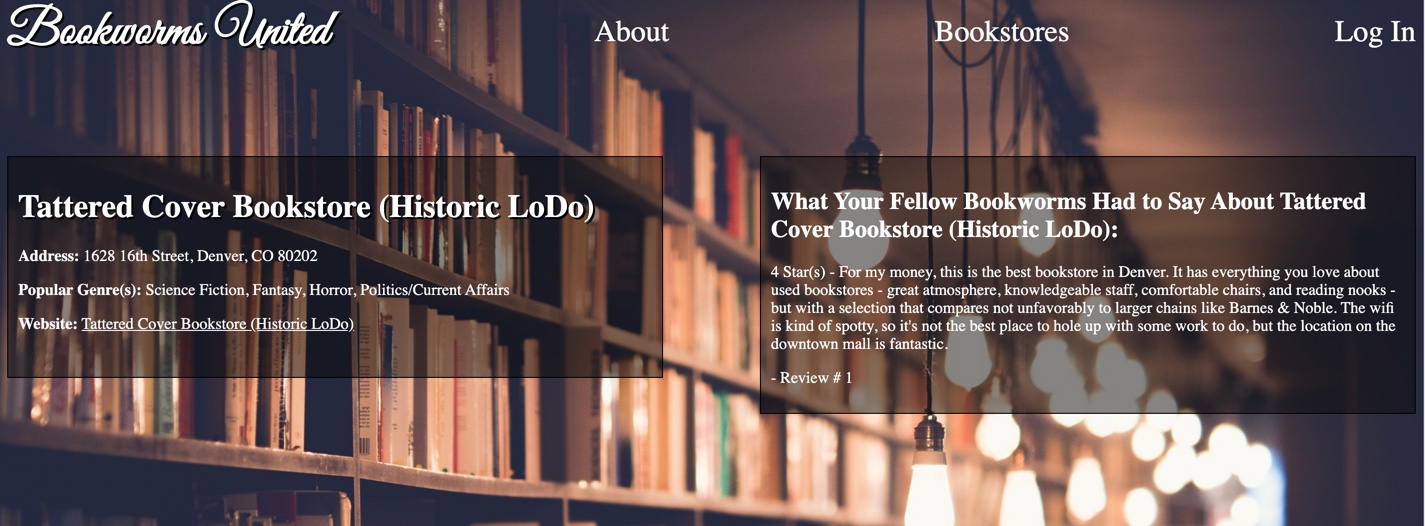 Bookworms United
About
Bookstores
Log In
Tattered Cover Bookstore (Historic LoDo)
Address: 1628 16th Street, Denver, CO 80202
Popular Genre(s): Science Fiction, Fantasy, Horror, Politics/Current Affairs
Website: Tattered Cover Bookstore (Historic LoDo)
What Your Fellow Bookworms Had to Say About Tattered
Cover Bookstore (Historic LoDo):
4 Star(s) - For my money, this is the best bookstore in Denver. It has everything you love about
used bookstores - great atmosphere, knowledgeable staff, comfortable chairs, and reading nooks -
but with a selection that compares not unfavorably to larger chains like Barnes & Noble. The wifi
is kind of spotty, so it's not the best place to hole up with some work to do, but the location on the
downtown mall is fantastic.
- Review # 1